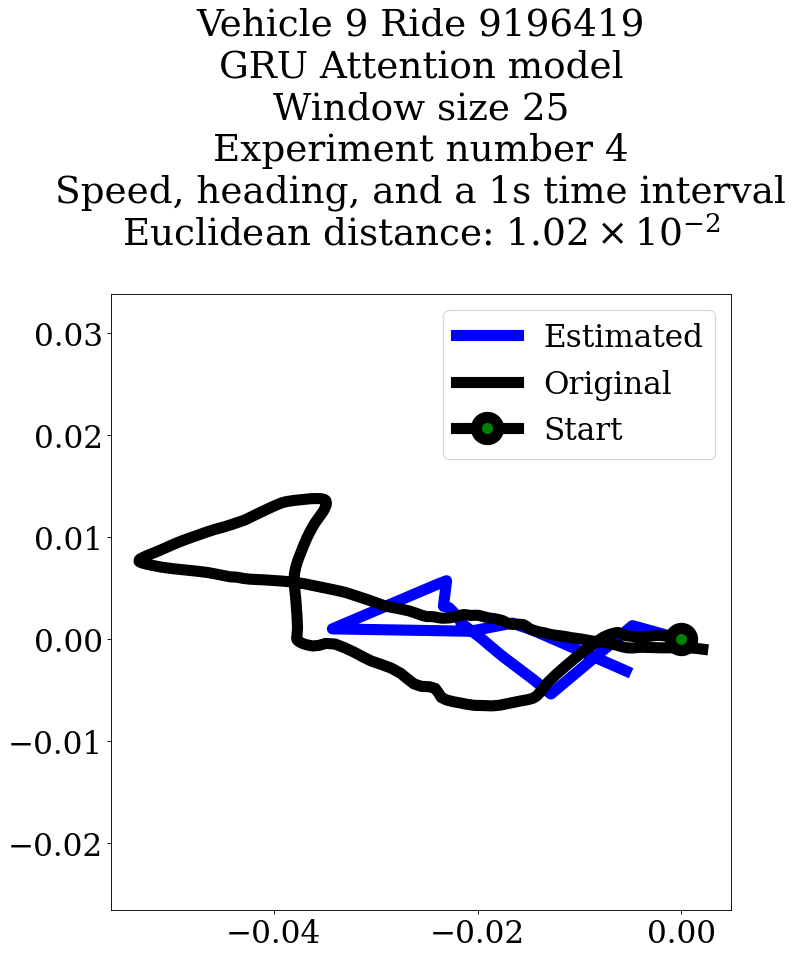 Vehicle 9 Ride 9196419
GRU Attention model
Window size 25
Experiment number 4
Speed, heading, and a 1s time interval
Euclidean distance: 1.02 × 10⁻²
Estimated
Original
Start
0.03
0.02
0.01
0.00
−0.01
−0.02
−0.04
−0.02
0.00